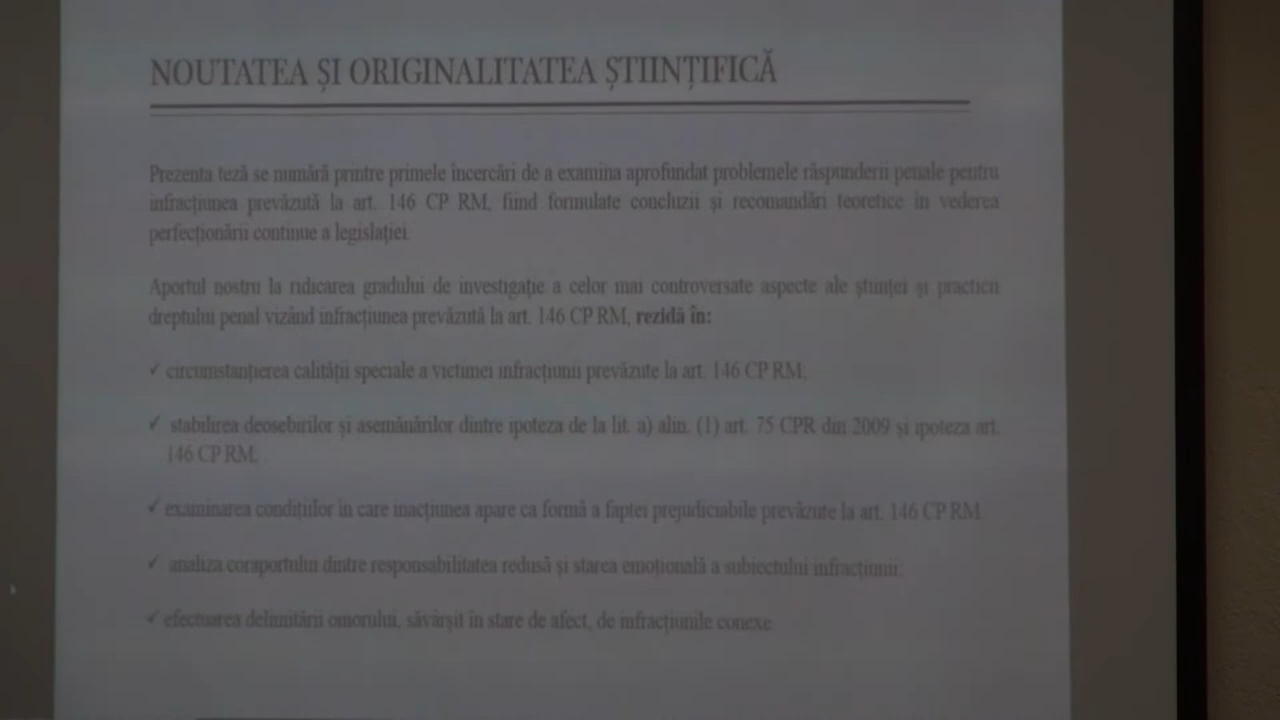 NOUTATEA ȘI ORIGINALITATEA ȘTIINȚIFICĂ
Prezenta teză se numără printre primele încercări de a examina aprofundat problemele răspunderii penale pentru
infracțiunea prevăzută la art. 146 CP RM, fiind formulate concluzii și recomandări teoretice în vederea
perfecționării continue a legislației.
Aportul nostru la ridicarea gradului de investigație a celor mai controversate aspecte ale științei și practicii
dreptului penal vizând infracțiunea prevăzută la art. 146 CP RM, rezidă în:
✓ circumstanțierea calității speciale a victimei infracțiunii prevăzute la art. 146 CP RM;
✓ stabilirea deosebirilor și asemănărilor dintre ipoteza de la lit. a) alin. (1) art. 75 CPR din 2009 și ipoteza art.
146 CP RM;
✓ examinarea condițiilor în care inacțiunea apare ca formă a faptei prejudiciabile prevăzute la art. 146 CP RM
✓ analiza coraportului dintre responsabilitatea redusă și starea emoțională a subiectului infracțiunii;
✓ efectuarea delimitării omorului, săvârșit în stare de afect, de infracțiunile conexe